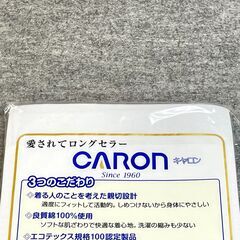 愛されてロングセラー
CARON キャロン
Since 1960
3つのこだわり
◆着る人のことを考えた親切設計
適度にフィットして活動的。しめつけないから身体にやさしい
◆良質綿100%使用
ソフトな肌ざわりで快適な着心地。洗濯の縮みも少ない
◆エコテックス規格100認定製品